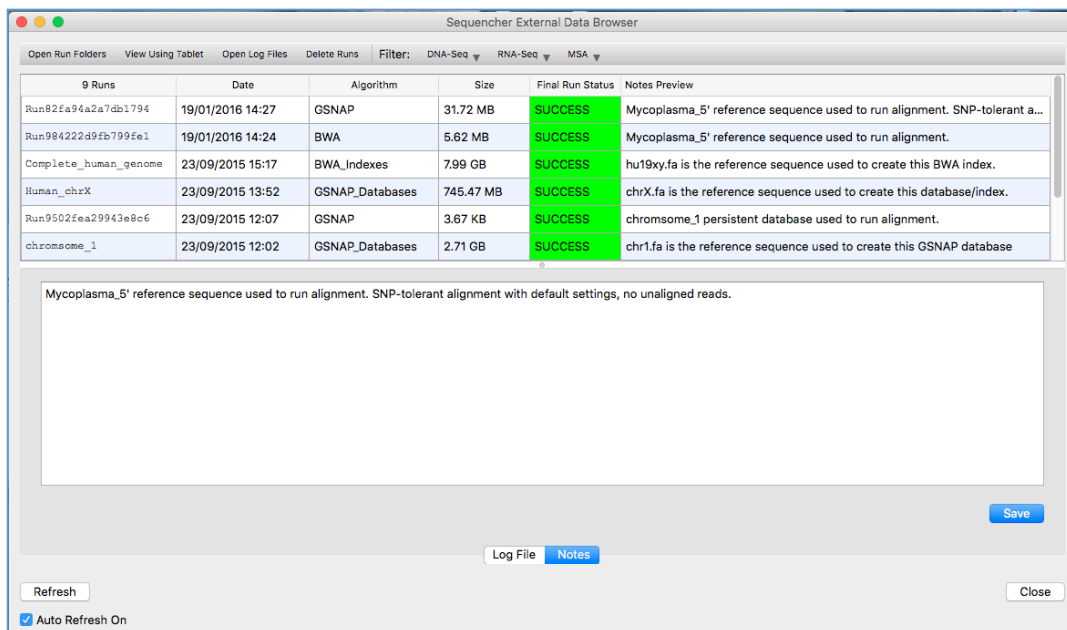 Sequencher External Data Browser
Open Run Folders View Using Tablet Open Log Files Delete Runs Filter: DNA-Seq RNA-Seq MSA
9 Runs Date Algorithm Size Final Run Status Notes Preview
Run82fa94a2a7db1794 19/01/2016 14:27 GSNAP 31.72 MB SUCCESS Mycoplasma_5' reference sequence used to run alignment. SNP-tolerant a...
Run984222d9fb799fe1 19/01/2016 14:24 BWA 5.62 MB SUCCESS Mycoplasma_5' reference sequence used to run alignment.
Complete_human_genome 23/09/2015 15:17 BWA_Indexes 7.99 GB SUCCESS hu19xy.fa is the reference sequence used to create this BWA index.
Human_chrX 23/09/2015 13:52 GSNAP_Databases 745.47 MB SUCCESS chrX.fa is the reference sequence used to create this database/index.
Run9502fea29943e8c6 23/09/2015 12:07 GSNAP 3.67 KB SUCCESS chromsome_1 persistent database used to run alignment.
chromsome_1 23/09/2015 12:02 GSNAP_Databases 2.71 GB SUCCESS chr1.fa is the reference sequence used to create this GSNAP database
Mycoplasma_5' reference sequence used to run alignment. SNP-tolerant alignment with default settings, no unaligned reads.
Save
Log File Notes
Refresh Close
Auto Refresh On